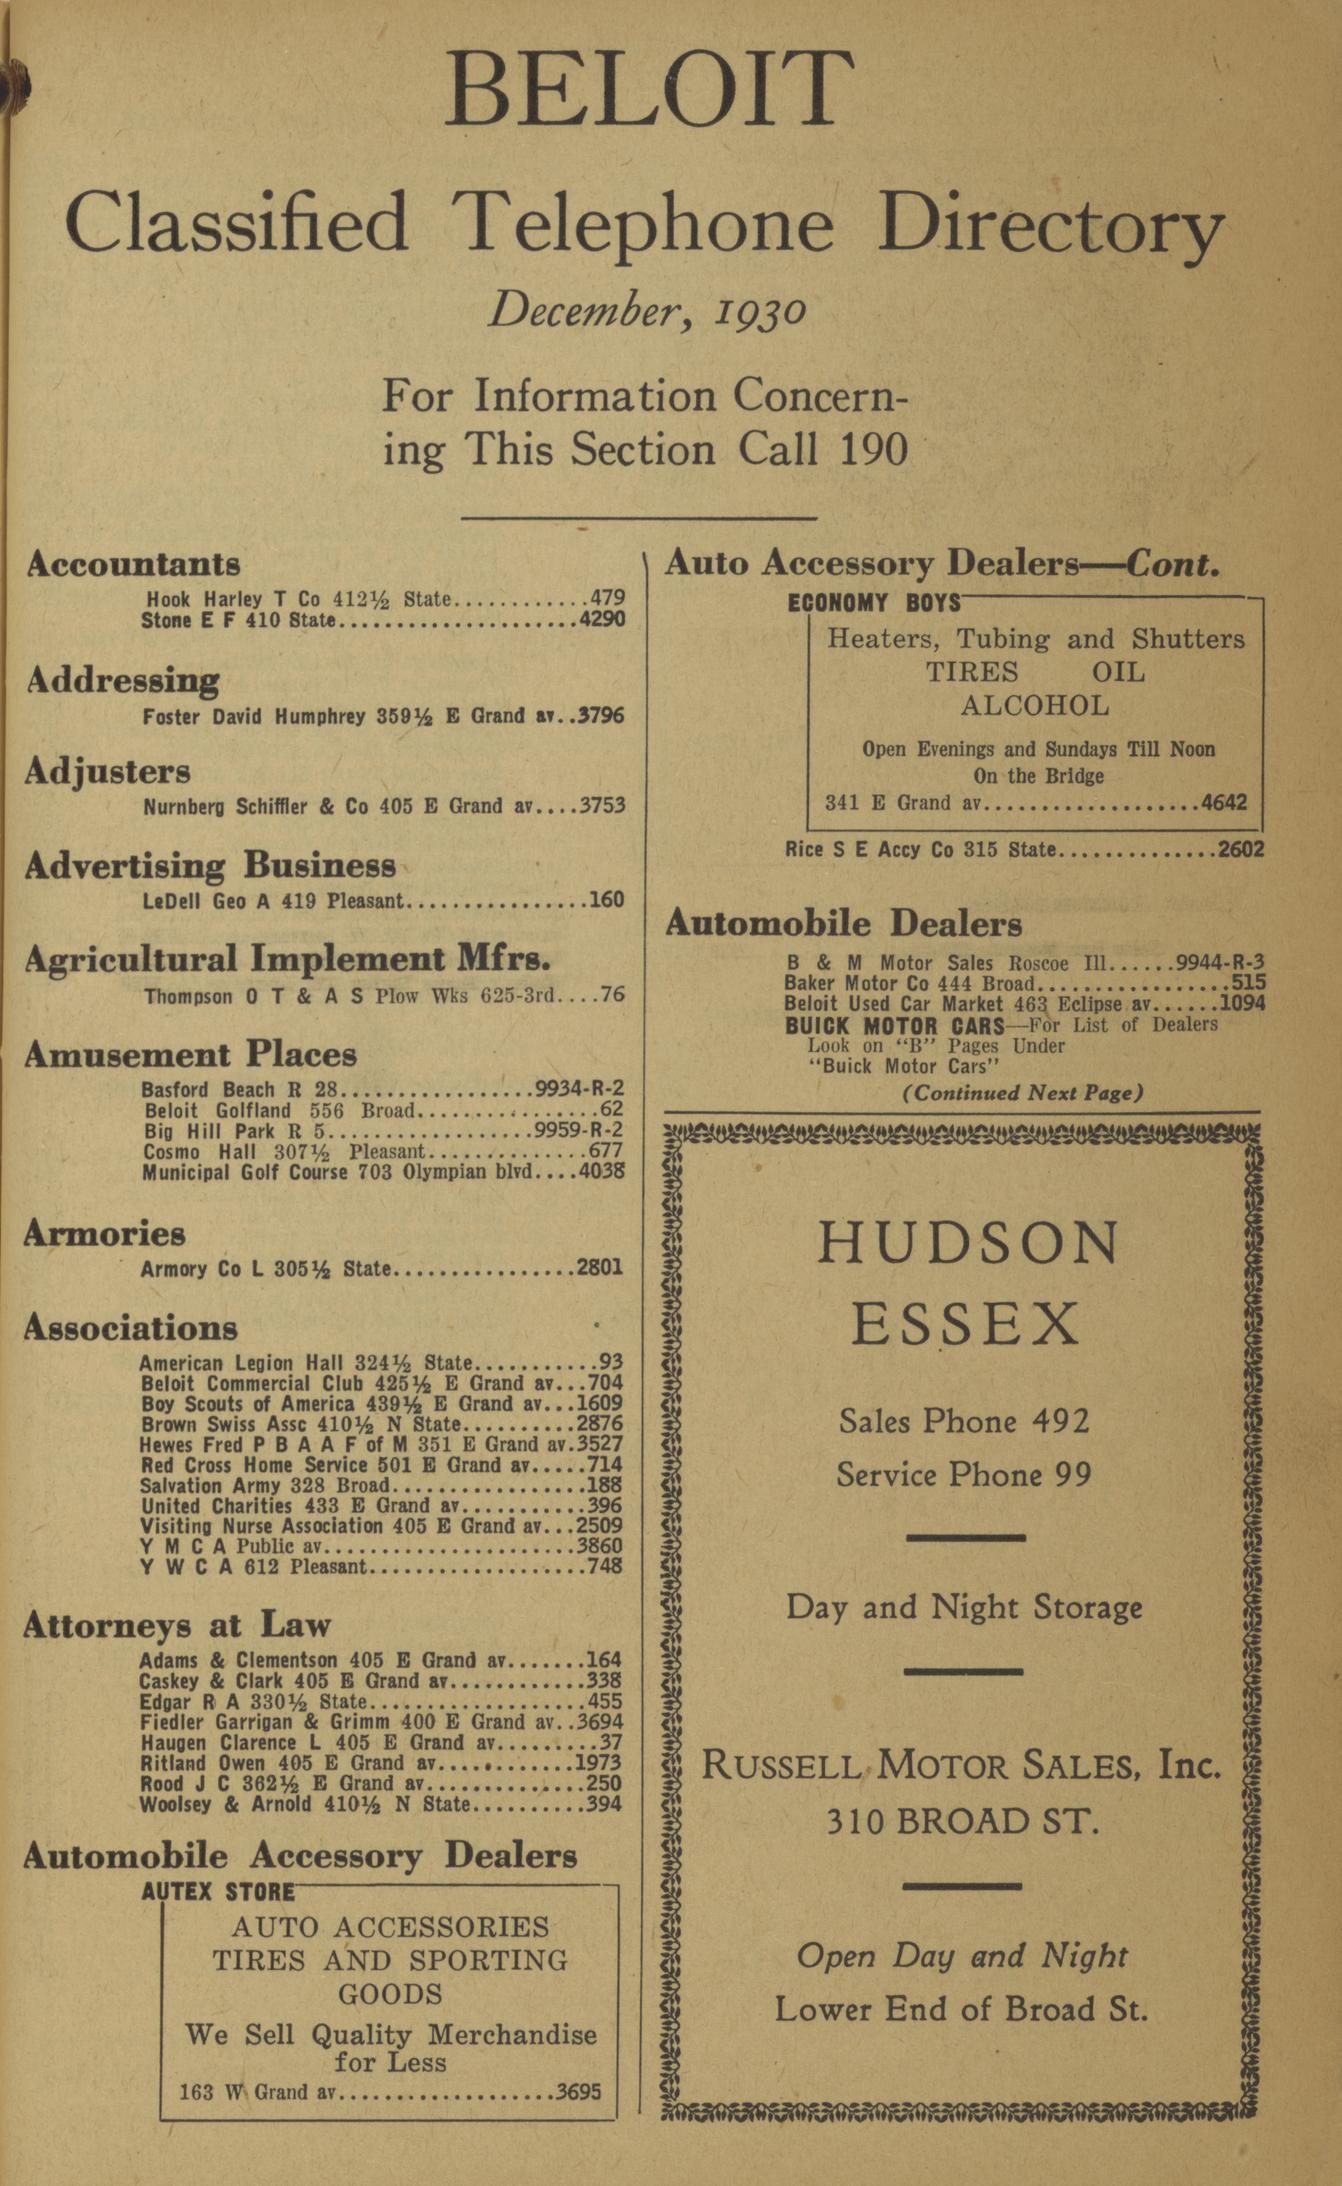 BELOIT
Classified Telephone Directory
December, 1930
For Information Concern-
ing This Section Call 190
Accountants
Hook Harley T Co 412½ State............479
Stone E F 410 State.....................4290
Addressing
Foster David Humphrey 359½ E Grand av..3796
Adjusters
Nurnberg Schiffler & Co 405 E Grand av....3753
Advertising Business
LeDell Geo A 419 Pleasant................160
Agricultural Implement Mfrs.
Thompson O T & A S Plow Wks 625-3rd....76
Amusement Places
Basford Beach R 28.................9934-R-2
Beloit Golfland 556 Broad................62
Big Hill Park R 5..................9959-R-2
Cosmo Hall 307½ Pleasant..............677
Municipal Golf Course 703 Olympian blvd....4038
Armories
Armory Co L 305½ State................2801
Associations
American Legion Hall 324½ State...........93
Beloit Commercial Club 425½ E Grand av...704
Boy Scouts of America 439½ E Grand av...1609
Brown Swiss Assc 410½ N State..........2876
Hewes Fred P B A A F of M 351 E Grand av.3527
Red Cross Home Service 501 E Grand av.....714
Salvation Army 328 Broad.................188
United Charities 433 E Grand av...........396
Visiting Nurse Association 405 E Grand av...2509
Y M C A Public av......................3860
Y W C A 612 Pleasant...................748
Attorneys at Law
Adams & Clementson 405 E Grand av.......164
Caskey & Clark 405 E Grand av............338
Edgar R A 330½ State...................455
Fiedler Garrigan & Grimm 400 E Grand av..3694
Haugen Clarence L 405 E Grand av.........37
Ritland Owen 405 E Grand av............1973
Rood J C 362½ E Grand av..............250
Woolsey & Arnold 410½ N State..........394
Automobile Accessory Dealers
AUTEX STORE
AUTO ACCESSORIES
TIRES AND SPORTING
GOODS
We Sell Quality Merchandise
for Less
163 W Grand av...................3695
Auto Accessory Dealers—Cont.
ECONOMY BOYS
Heaters, Tubing and Shutters
TIRES OIL
ALCOHOL
Open Evenings and Sundays Till Noon
On the Bridge
341 E Grand av...................4642
Rice S E Accy Co 315 State..............2602
Automobile Dealers
B & M Motor Sales Roscoe Ill......9944-R-3
Baker Motor Co 444 Broad.................515
Beloit Used Car Market 463 Eclipse av......1094
BUICK MOTOR CARS—For List of Dealers
Look on "B" Pages Under
"Buick Motor Cars"
(Continued Next Page)
HUDSON
ESSEX
Sales Phone 492
Service Phone 99
Day and Night Storage
RUSSELL MOTOR SALES, Inc.
310 BROAD ST.
Open Day and Night
Lower End of Broad St.